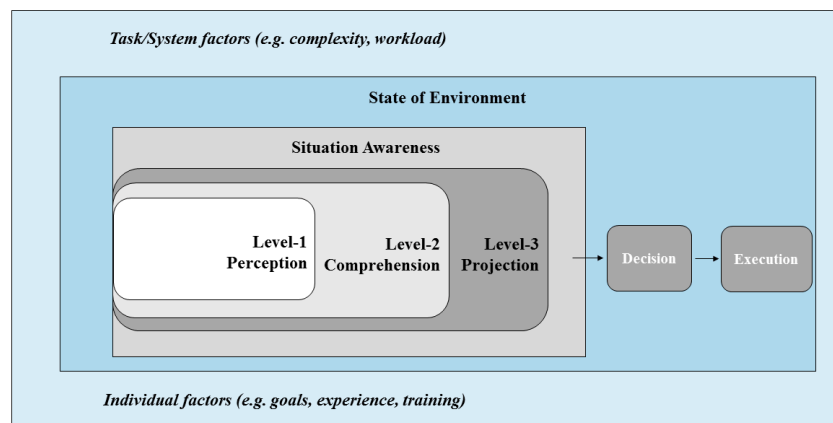 Task/System factors (e.g. complexity, workload)
State of Environment
Situation Awareness
Level-1
Perception
Level-2
Comprehension
Level-3
Projection
Decision
Execution
Individual factors (e.g. goals, experience, training)